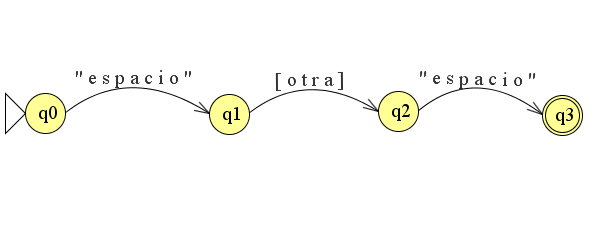 "espacio"
[otra]
"espacio"
q0
q1
q2
q3